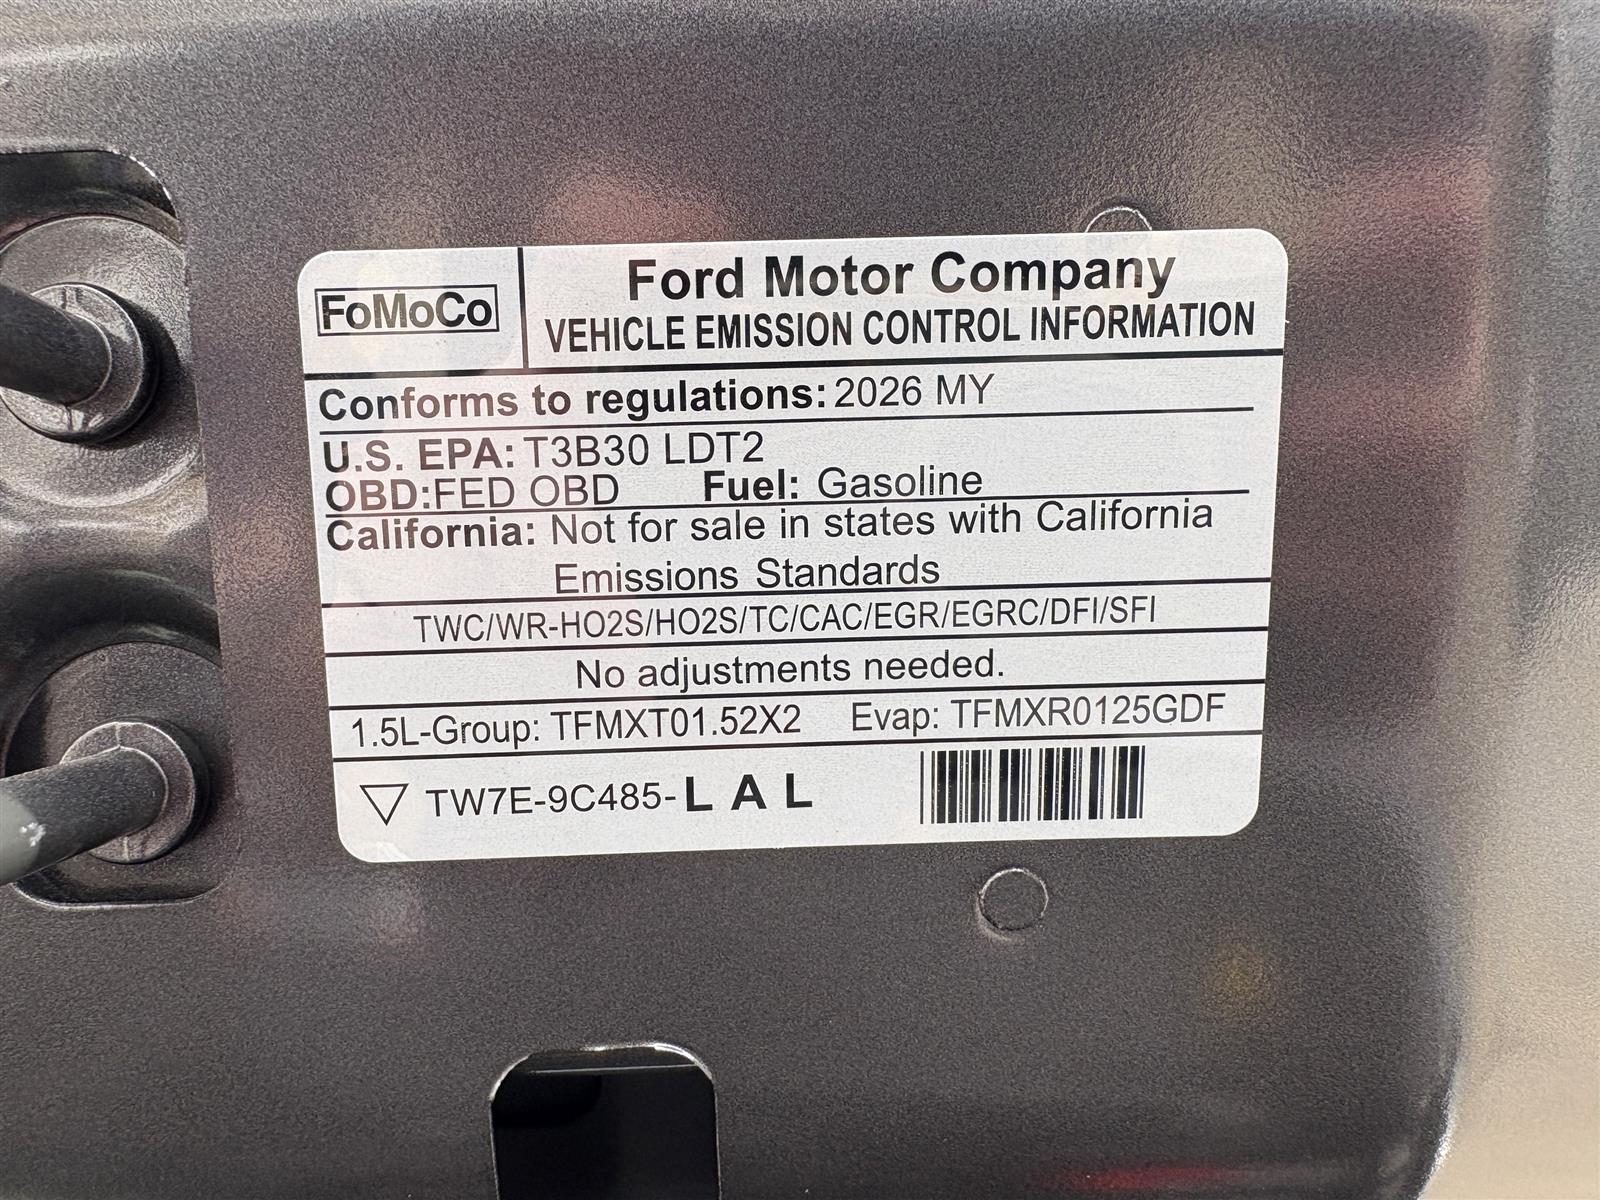 FoMoCo
Ford Motor Company
VEHICLE EMISSION CONTROL INFORMATION
Conforms to regulations: 2026 MY
U.S. EPA: T3B30 LDT2
OBD:FED OBD Fuel: Gasoline
California: Not for sale in states with California
Emissions Standards
TWC/WR-HO2S/HO2S/TC/CAC/EGR/EGRC/DFI/SFI
No adjustments needed.
1.5L-Group: TFMXT01.52X2 Evap: TFMXR0125GDF
TW7E-9C485-L A L